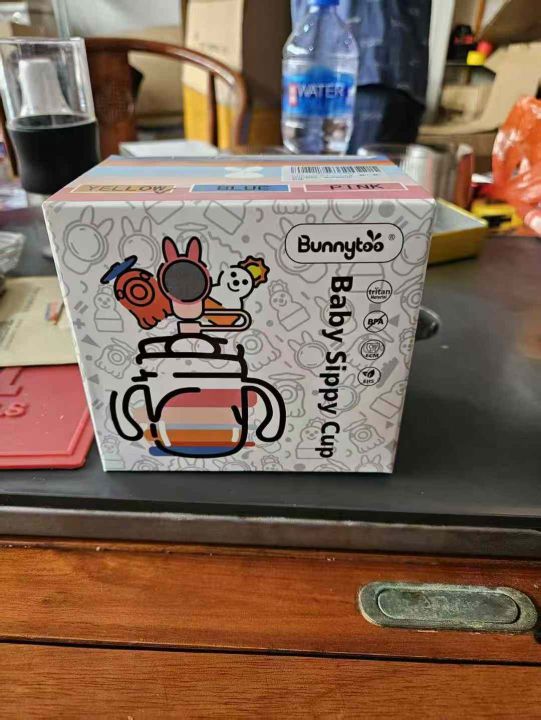 WATER
YELLOW
BLUE
PINK
Bunnytoo®
Baby Sippy Cup
tritan
BPA